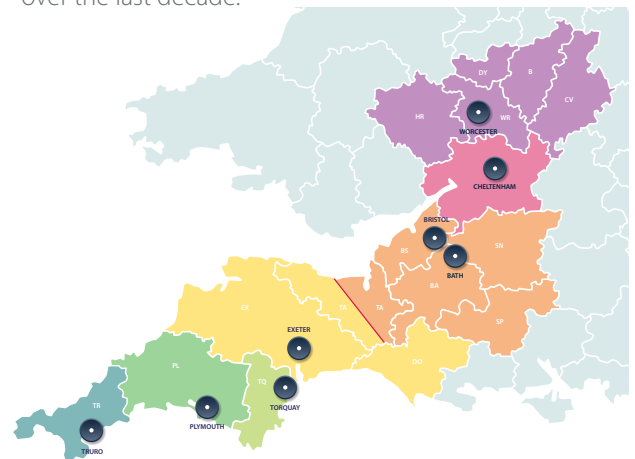 over the last decade.
DY
B
CV
HR
WR
WORCESTER
CHELTENHAM
BRISTOL
BS
SN
BATH
BA
EX
TA
TA
SP
EXETER
DO
PL
TQ
TORQUAY
TR
PLYMOUTH
TRURO